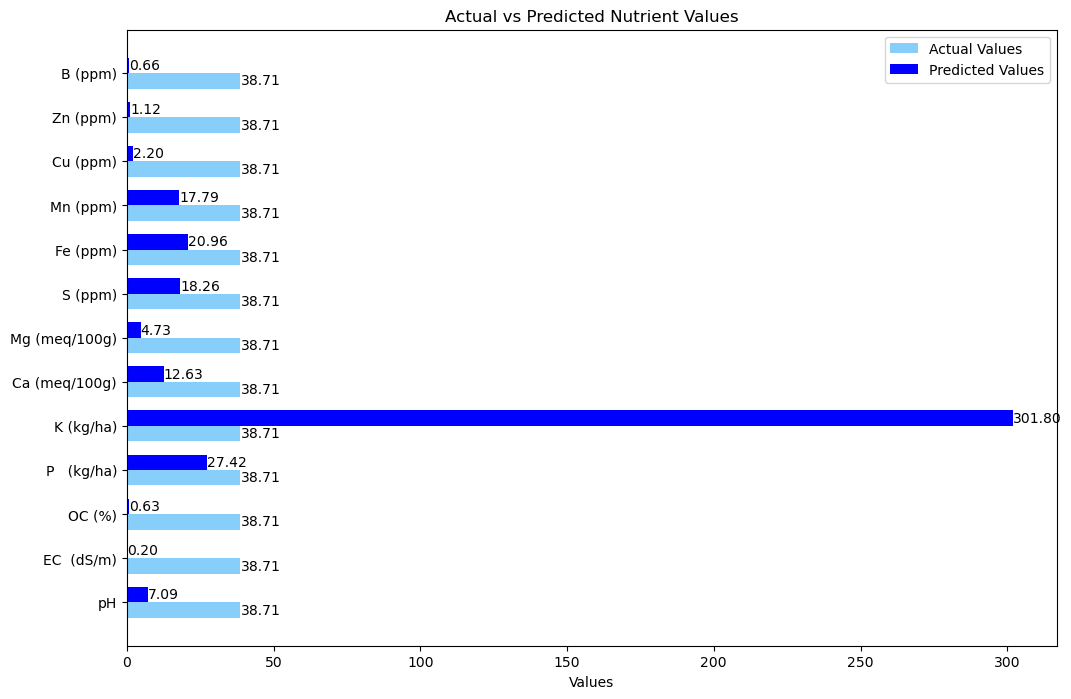 Actual vs Predicted Nutrient Values
Actual Values
Predicted Values
B (ppm) 0.66
38.71
Zn (ppm) 1.12
38.71
Cu (ppm) 2.20
38.71
Mn (ppm) 17.79
38.71
Fe (ppm) 20.96
38.71
S (ppm) 18.26
38.71
Mg (meq/100g) 4.73
38.71
Ca (meq/100g) 12.63
38.71
K (kg/ha) 301.80
38.71
P   (kg/ha) 27.42
38.71
OC (%) 0.63
38.71
EC  (dS/m) 0.20
38.71
pH 7.09
38.71
0 50 100 150 200 250 300
Values